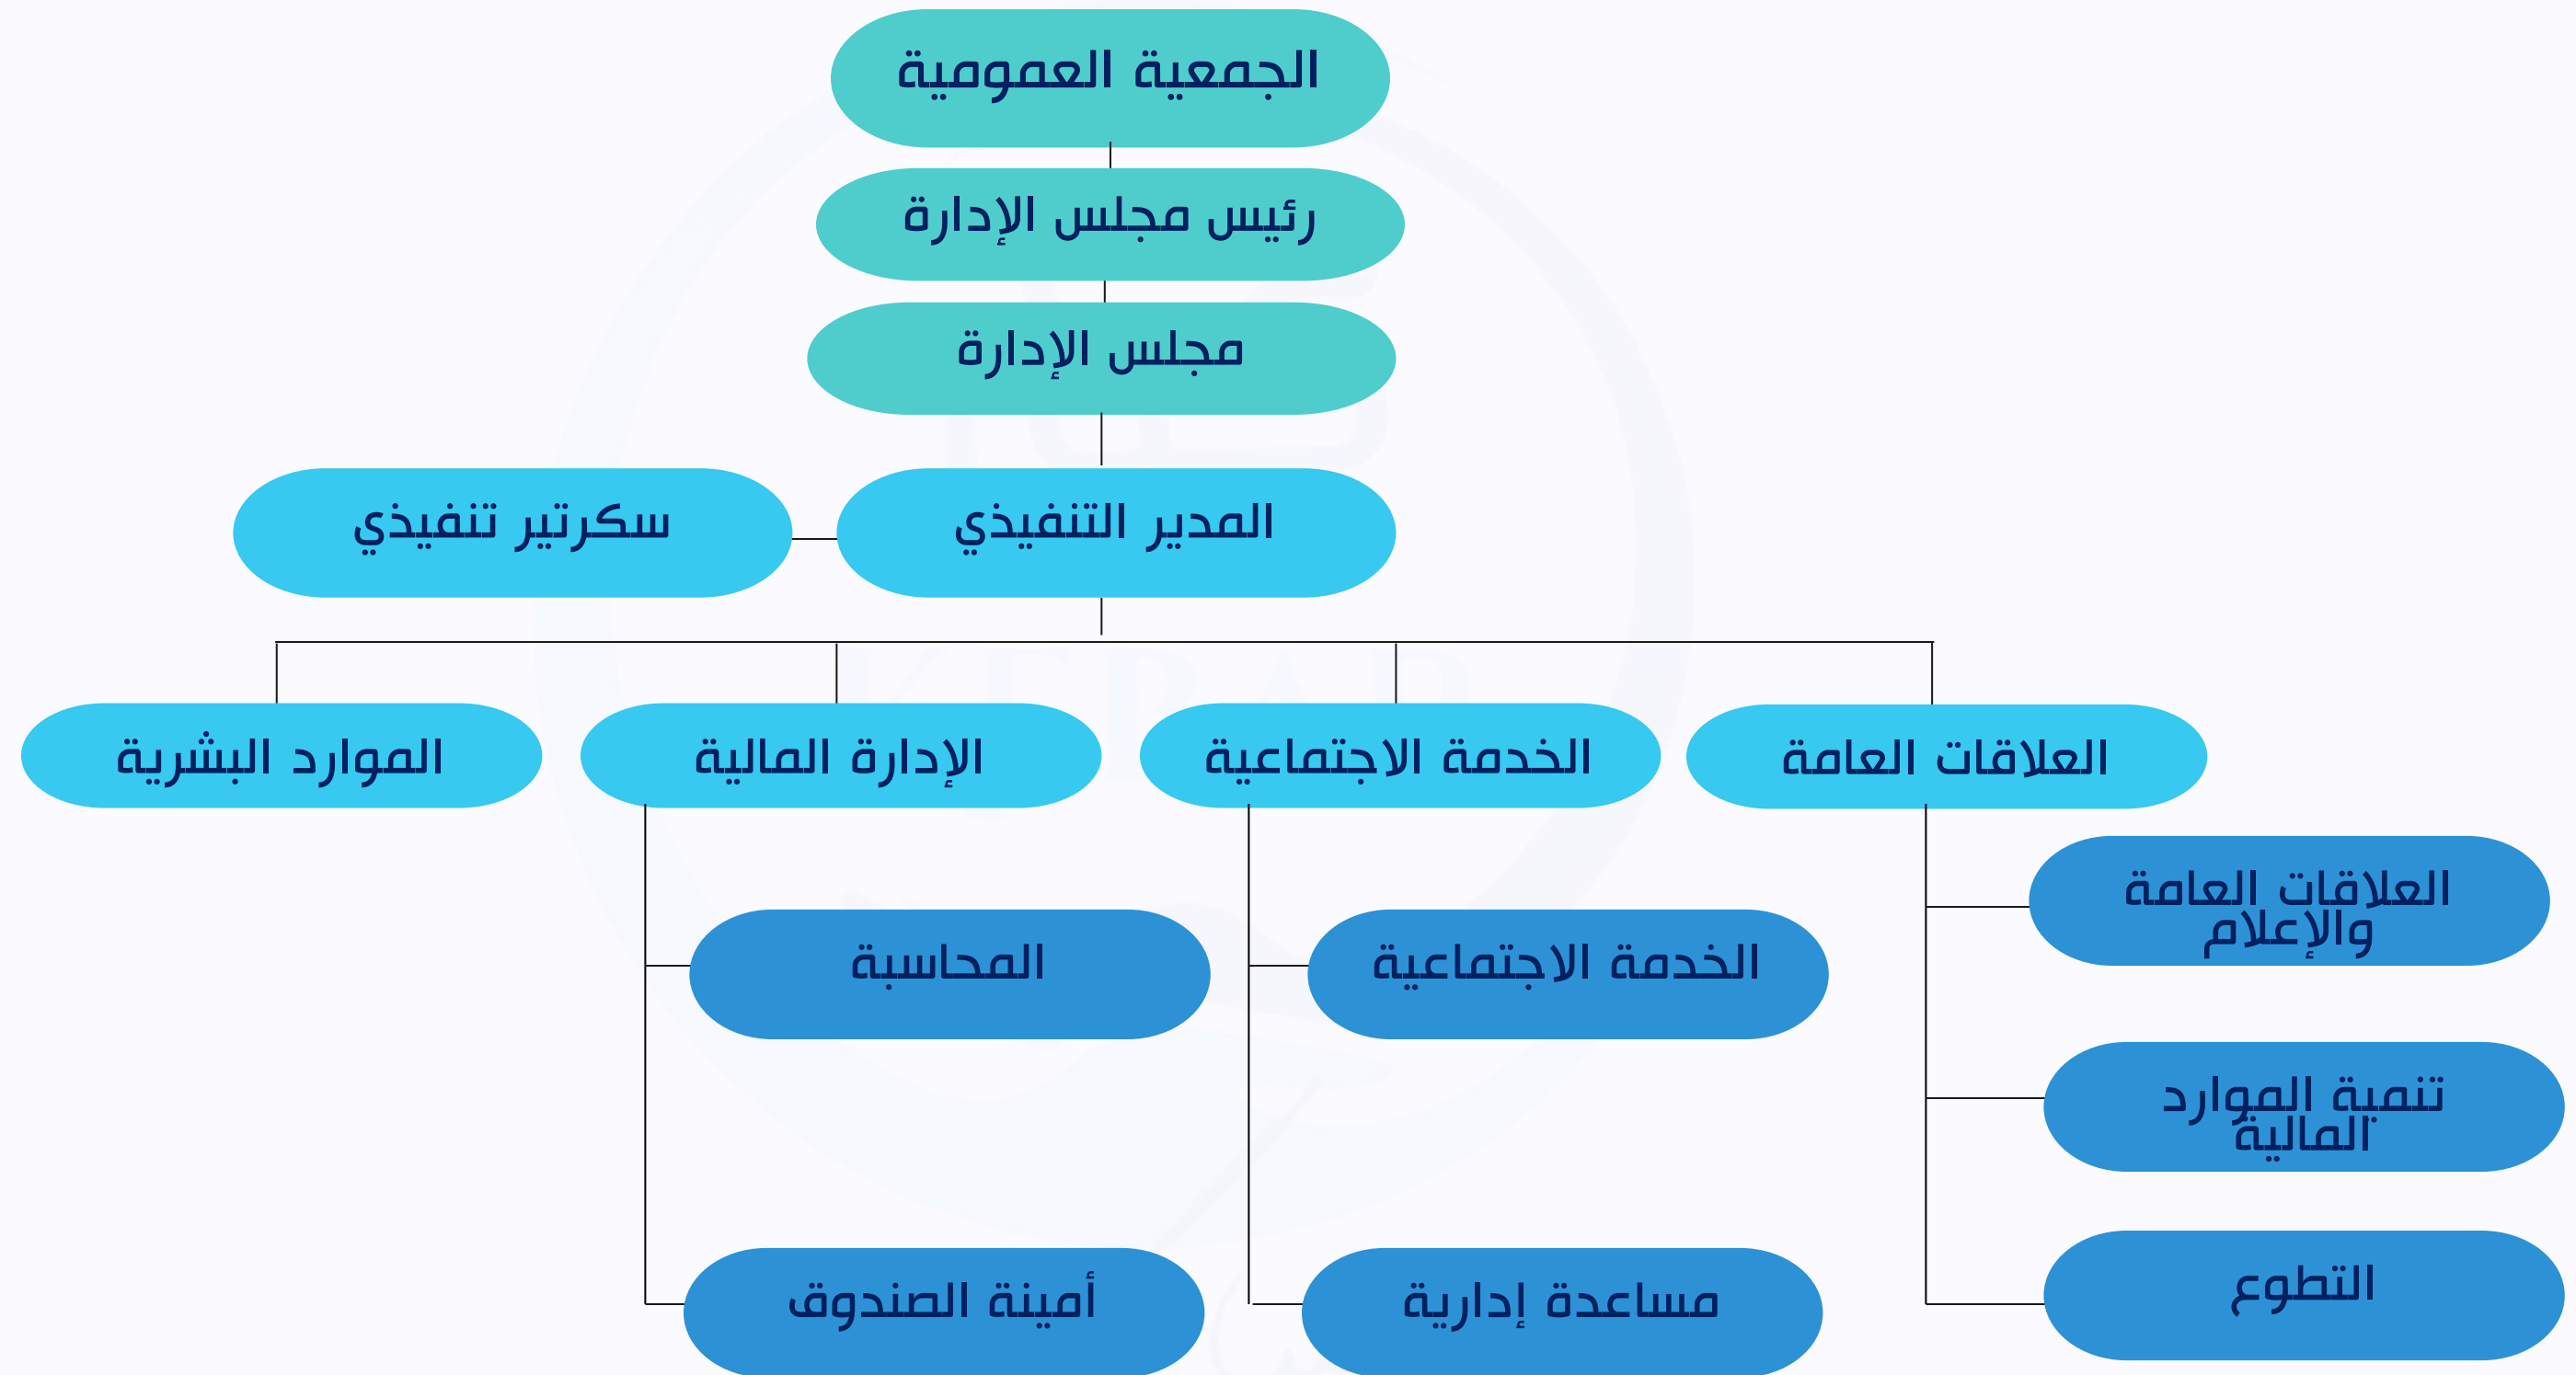 الجمعية العمومية
رئيس مجلس الإدارة
مجلس الإدارة
المدير التنفيذي
سكرتير تنفيذي
العلاقات العامة
الخدمة الاجتماعية
الإدارة المالية
الموارد البشرية
العلاقات العامة
والإعلام
الخدمة الاجتماعية
المحاسبة
تنمية الموارد
المالية
التطوع
مساعدة إدارية
أمينة الصندوق
KEBAR